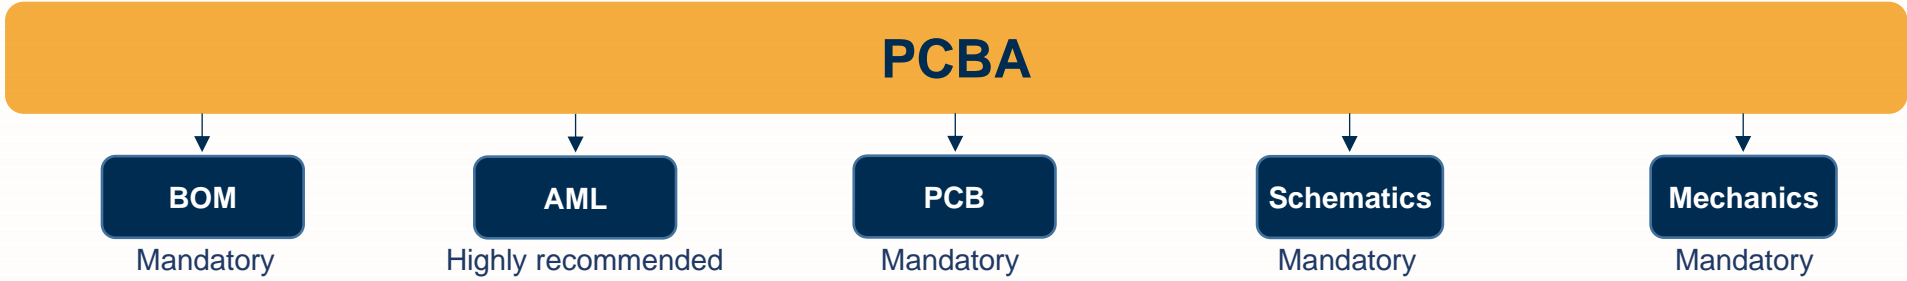 PCBA
BOM
AML
PCB
Schematics
Mechanics
Mandatory
Highly recommended
Mandatory
Mandatory
Mandatory